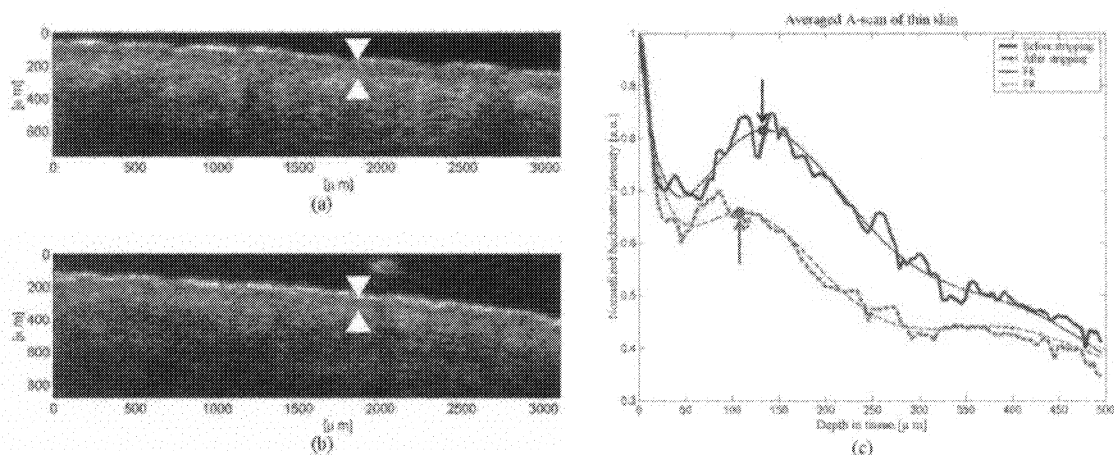 0
200
400
600
[μ m]
0 500 1000 1500 2000 2500 3000
[μ m]
(a)
0
200
400
600
800
[μ m]
0 500 1000 1500 2000 2500 3000
[μ m]
(b)
Averaged A-scan of thin skin
Before stripping
After stripping
Fit
Fit
1
0.9
0.8
0.7
0.6
0.5
0.4
0.3
Normalized backscatter intensity [a.u.]
0 50 100 150 200 250 300 350 400 450 500
Depth in tissue [μ m]
(c)